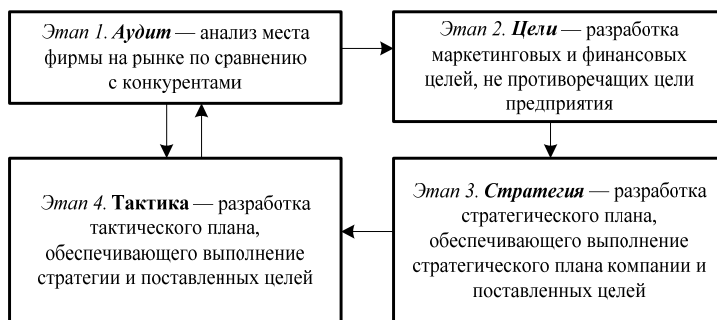 Этап 1. Аудит — анализ места
фирмы на рынке по сравнению
с конкурентами
Этап 2. Цели — разработка
маркетинговых и финансовых
целей, не противоречащих цели
предприятия
Этап 4. Тактика — разработка
тактического плана,
обеспечивающего выполнение
стратегии и поставленных целей
Этап 3. Стратегия — разработка
стратегического плана,
обеспечивающего выполнение
стратегического плана компании и
поставленных целей